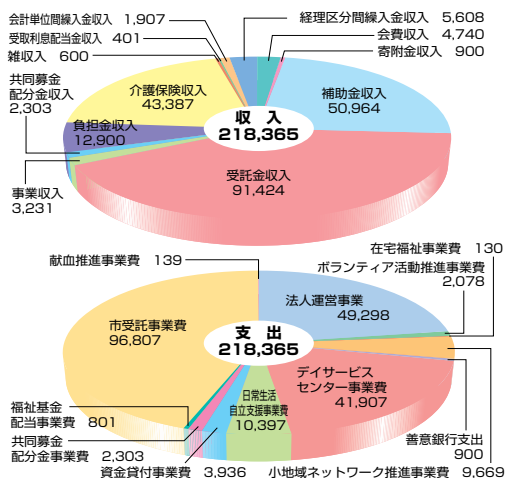 会計単位間繰入金収入 1,907
受取利息配当金収入 401
雑収入 600
経理区分間繰入金収入 5,608
会費収入 4,740
寄附金収入 900
共同募金
配分金収入
2,303
介護保険収入
43,387
補助金収入
50,964
負担金収入
12,900
収 入
218,365
受託金収入
91,424
事業収入
3,231
献血推進事業費 139
在宅福祉事業費 130
ボランティア活動推進事業費
2,078
法人運営事業
49,298
市受託事業費
96,807
支 出
218,365
デイサービス
センター事業費
41,907
日常生活
自立支援事業費
10,397
福祉基金
配当事業費 801
共同募金
配分金事業費 2,303
資金貸付事業費 3,936
善意銀行支出
900
小地域ネットワーク推進事業費 9,669